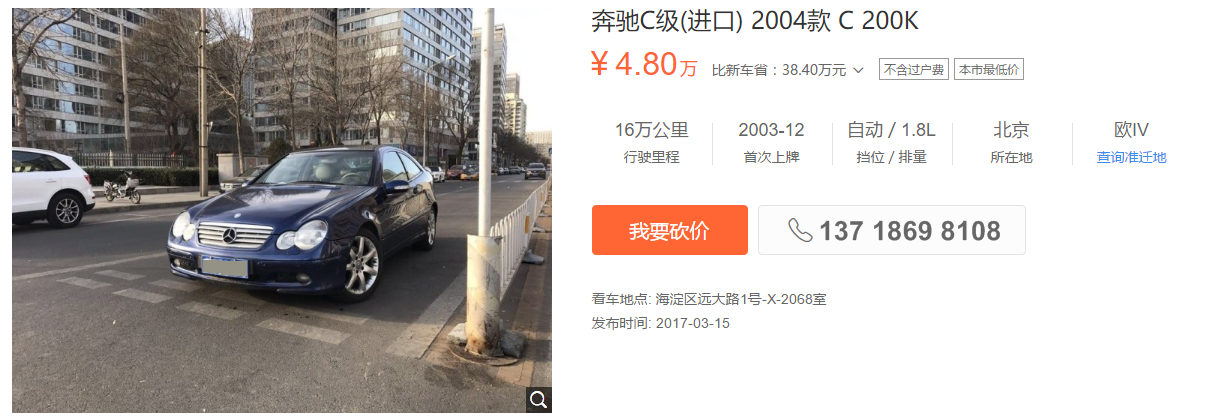 奔驰C级(进口) 2004款 C 200K
¥ 4.80万 比新车省：38.40万元 不含过户费 本市最低价
16万公里 2003-12 自动 / 1.8L 北京 欧IV
行驶里程 首次上牌 挡位 / 排量 所在地 查询准迁地
我要砍价 137 1869 8108
看车地点: 海淀区远大路1号-X-2068室
发布时间: 2017-03-15